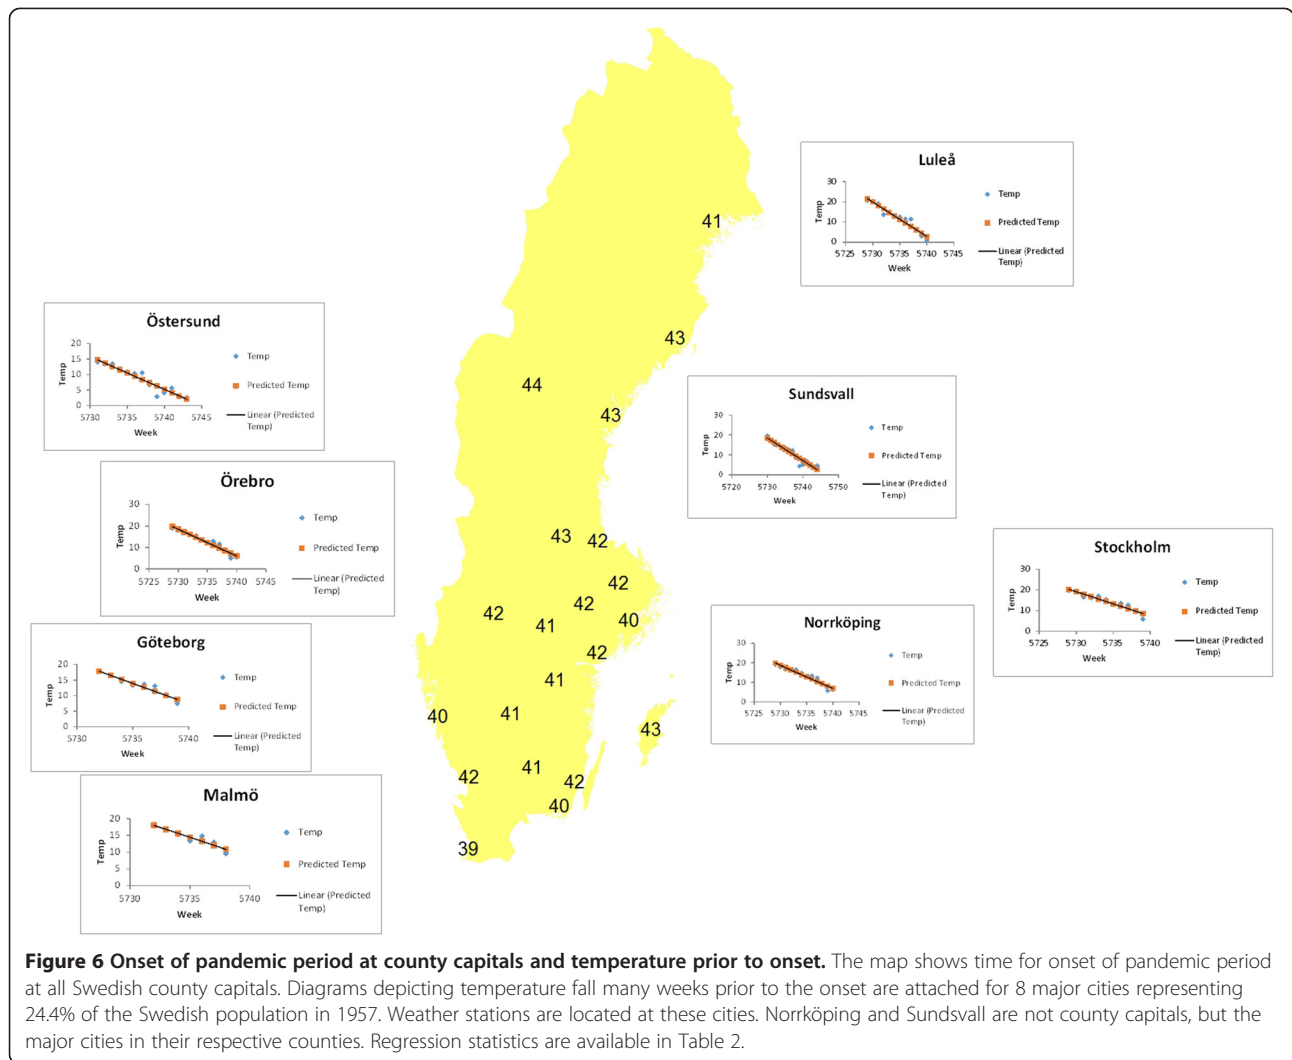 Luleå
30
20
10
0
Temp
5725 5730 5735 5740 5745
Week
Temp
Predicted Temp
Linear (Predicted
Temp)
41
43
44
43
43
42
42
42
42
41
40
42
41
40
41
43
42
41
42
40
39
Östersund
20
15
10
5
0
Temp
5730 5735 5740 5745
Week
Temp
Predicted Temp
Linear (Predicted
Temp)
Sundsvall
30
20
10
0
Temp
5720 5730 5740 5750
Week
Temp
Predicted Temp
Linear (Predicted
Temp)
Örebro
30
20
10
0
Temp
5725 5730 5735 5740 5745
Week
Temp
Predicted Temp
Linear (Predicted
Temp)
Stockholm
30
20
10
0
Temp
5725 5730 5735 5740
Week
Temp
Predicted Temp
Linear (Predicted
Temp)
Göteborg
20
15
10
5
0
Temp
5730 5735 5740
Week
Temp
Predicted Temp
Linear (Predicted
Temp)
Norrköping
30
20
10
0
Temp
5725 5730 5735 5740 5745
Week
Temp
Predicted Temp
Linear (Predicted
Temp)
Malmö
20
15
10
5
0
Temp
5730 5735 5740
Week
Temp
Predicted Temp
Linear (Predicted
Temp)
Figure 6 Onset of pandemic period at county capitals and temperature prior to onset. The map shows time for onset of pandemic period
at all Swedish county capitals. Diagrams depicting temperature fall many weeks prior to the onset are attached for 8 major cities representing
24.4% of the Swedish population in 1957. Weather stations are located at these cities. Norrköping and Sundsvall are not county capitals, but the
major cities in their respective counties. Regression statistics are available in Table 2.